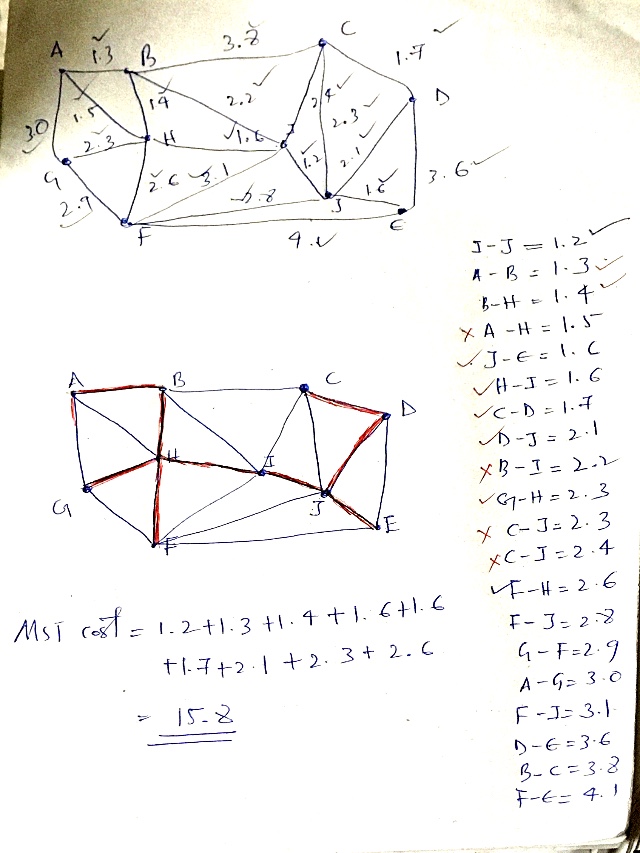 A 1.3 B 3.8 C
1.7
D
3.0 1.5 1.4 2.2 2.4 2.3
2.3 H 1.6 I 1.2 2.1
G 2.6 3.1 3.6
2.9 2.8 J 1.6
F 4.1 E
I-J = 1.2
A-B = 1.3
B-H = 1.4
A-H = 1.5
J-E = 1.6
H-I = 1.6
C-D = 1.7
D-J = 2.1
B-I = 2.2
G-H = 2.3
C-J = 2.3
C-I = 2.4
F-H = 2.6
F-J = 2.8
G-F = 2.9
A-G = 3.0
F-I = 3.1
D-E = 3.6
B-C = 3.8
F-E = 4.1
A B C
D
H I
G J E
F
MST cost = 1.2+1.3+1.4+1.6+1.6
+1.7+2.1+2.3+2.6
= 15.8